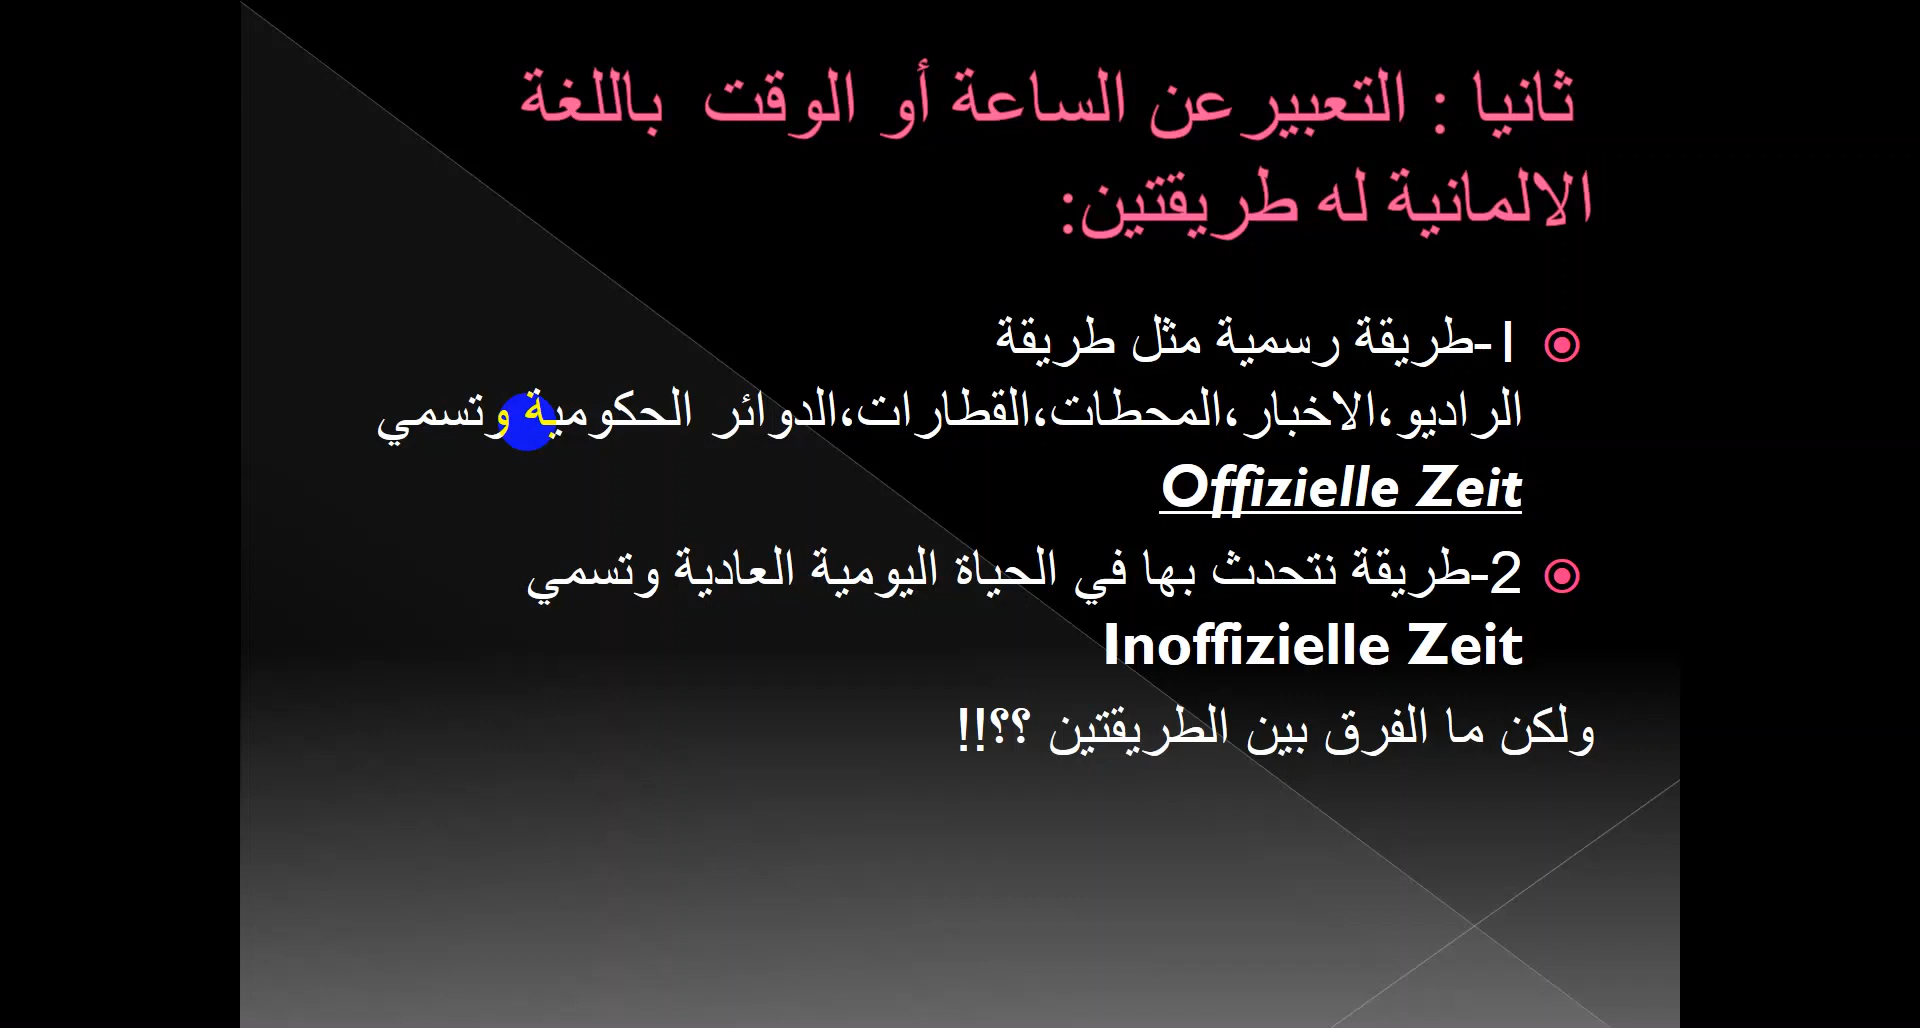 ثانيا : التعبير عن الساعة أو الوقت باللغة
الالمانية له طريقتين:
1-طريقة رسمية مثل طريقة
الراديو،الاخبار،المحطات،القطارات،الدوائر الحكومية وتسمي
Offizielle Zeit
2-طريقة نتحدث بها في الحياة اليومية العادية وتسمي
Inoffizielle Zeit
ولكن ما الفرق بين الطريقتين ؟؟!!